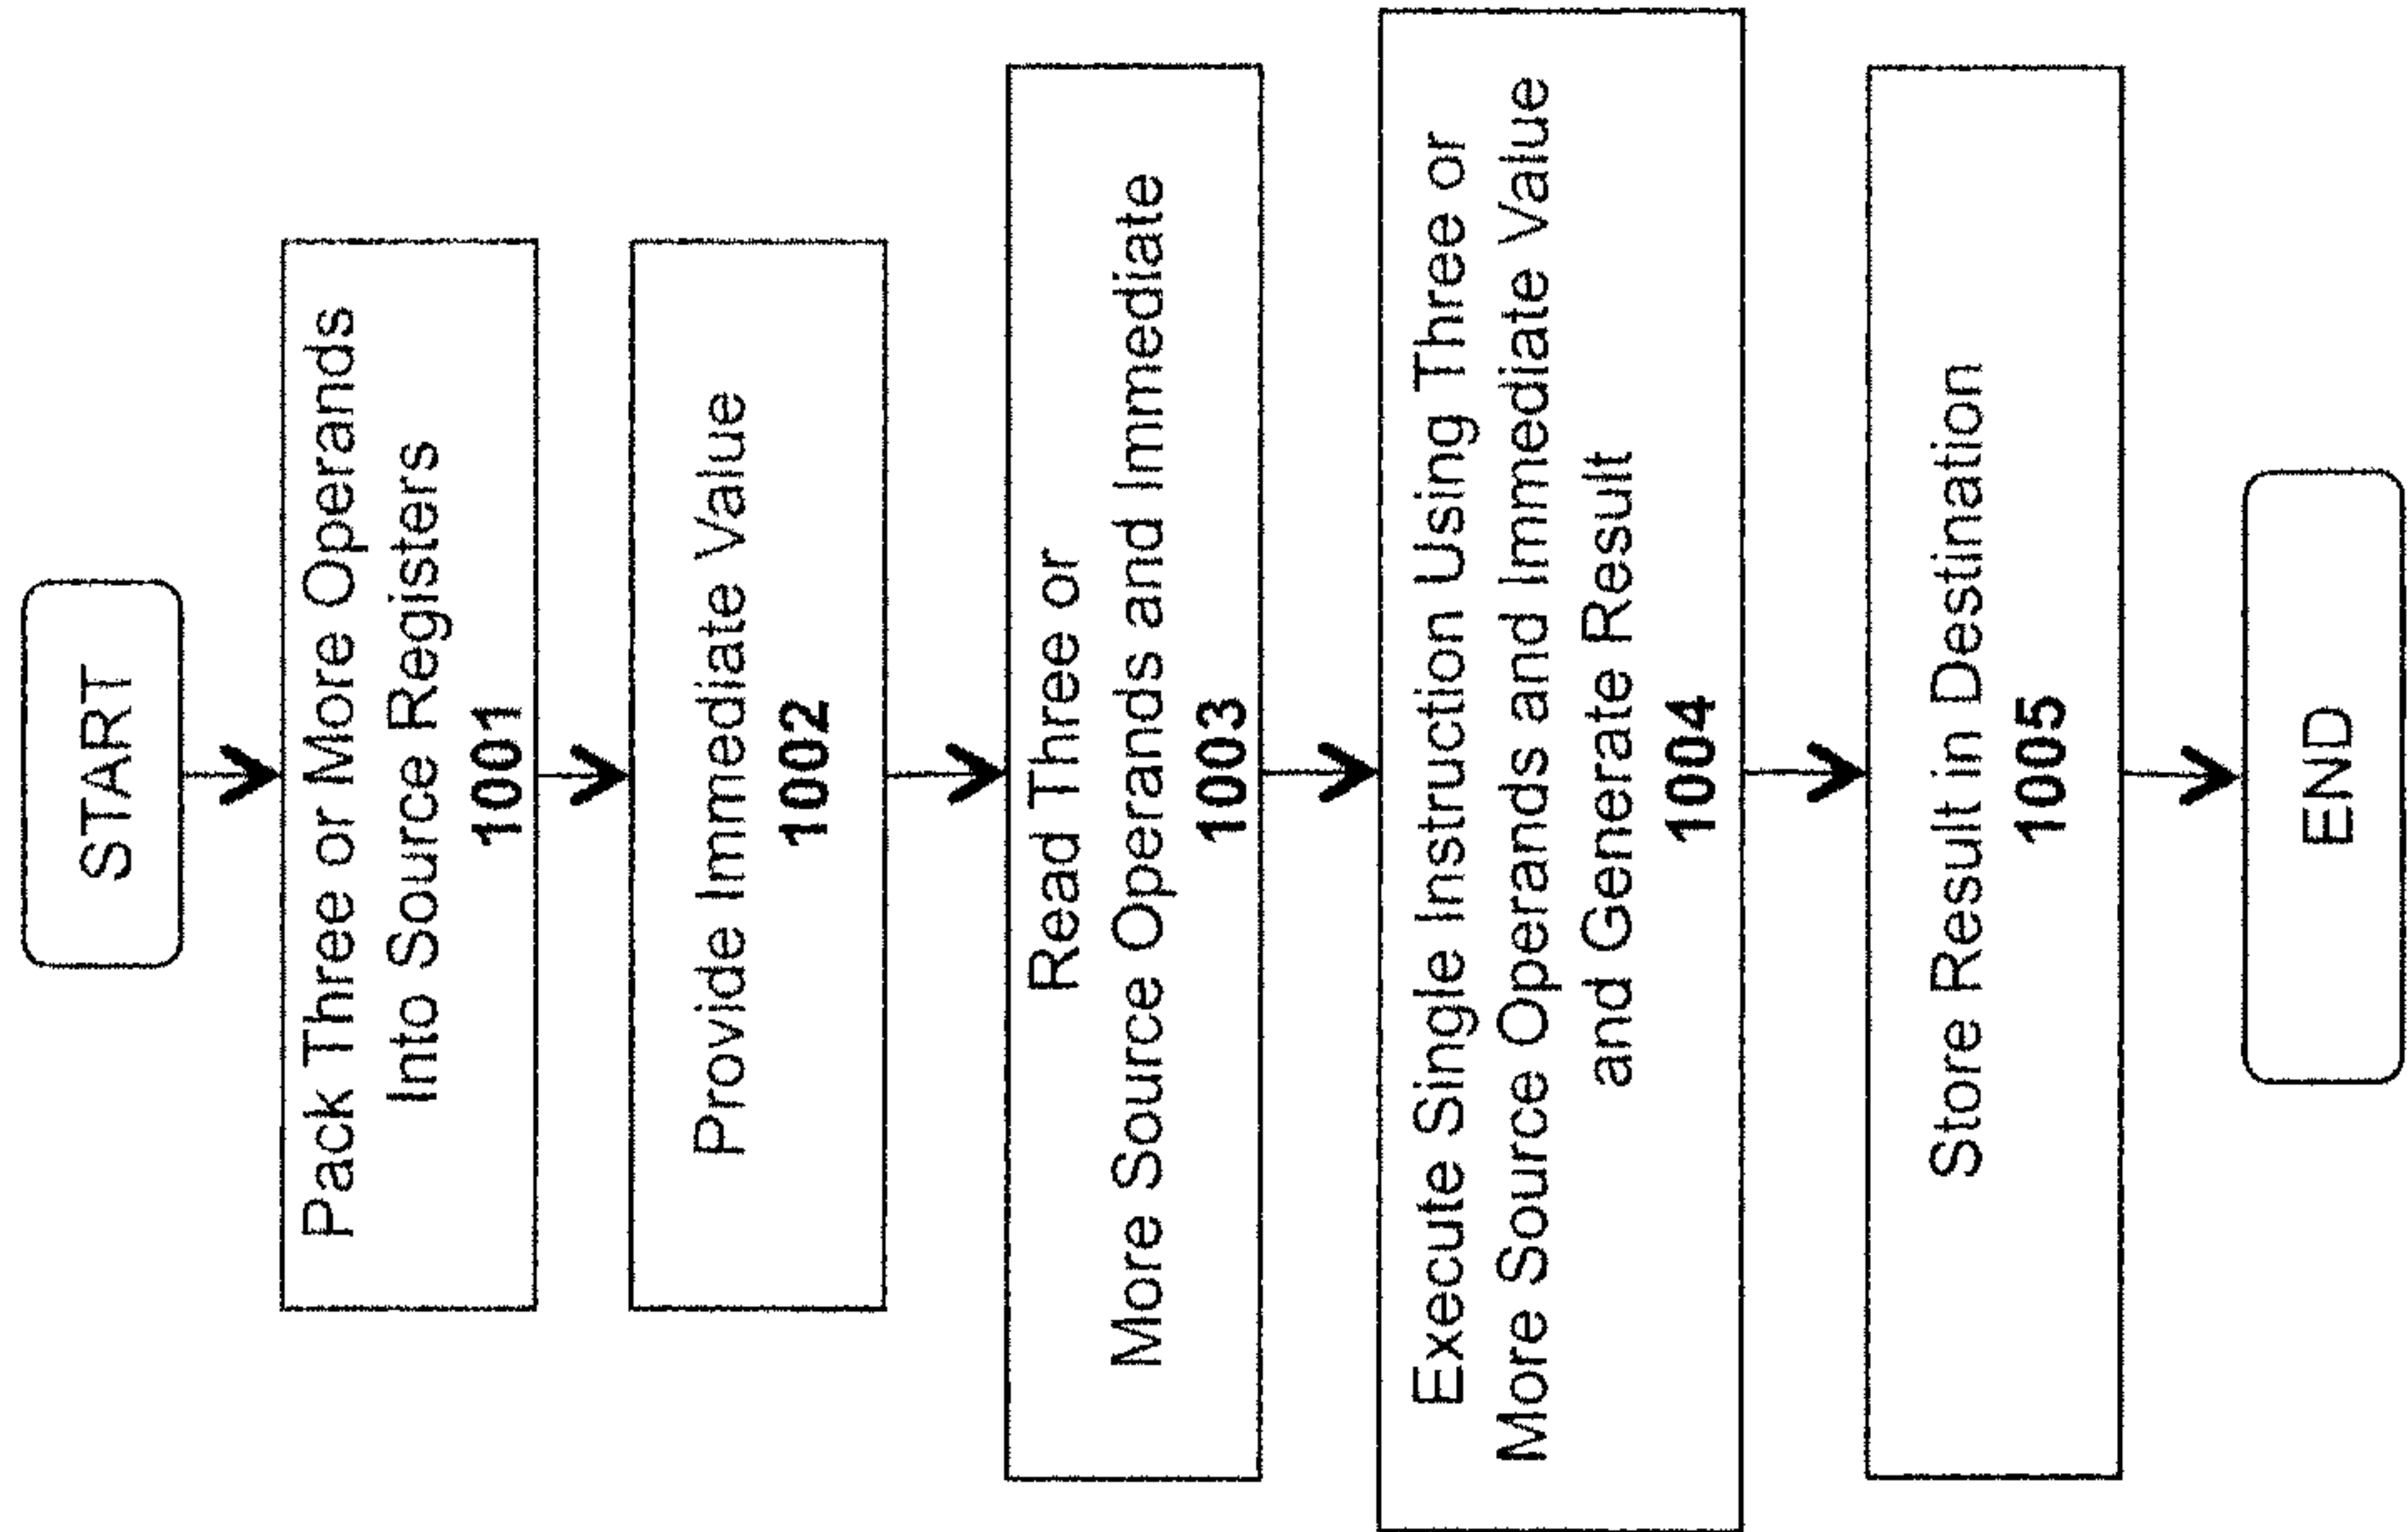 START
Pack Three or More Operands
Into Source Registers
1001
Provide Immediate Value
1002
Read Three or
More Source Operands and Immediate
1003
Execute Single Instruction Using Three or
More Source Operands and Immediate Value
and Generate Result
1004
Store Result in Destination
1005
END